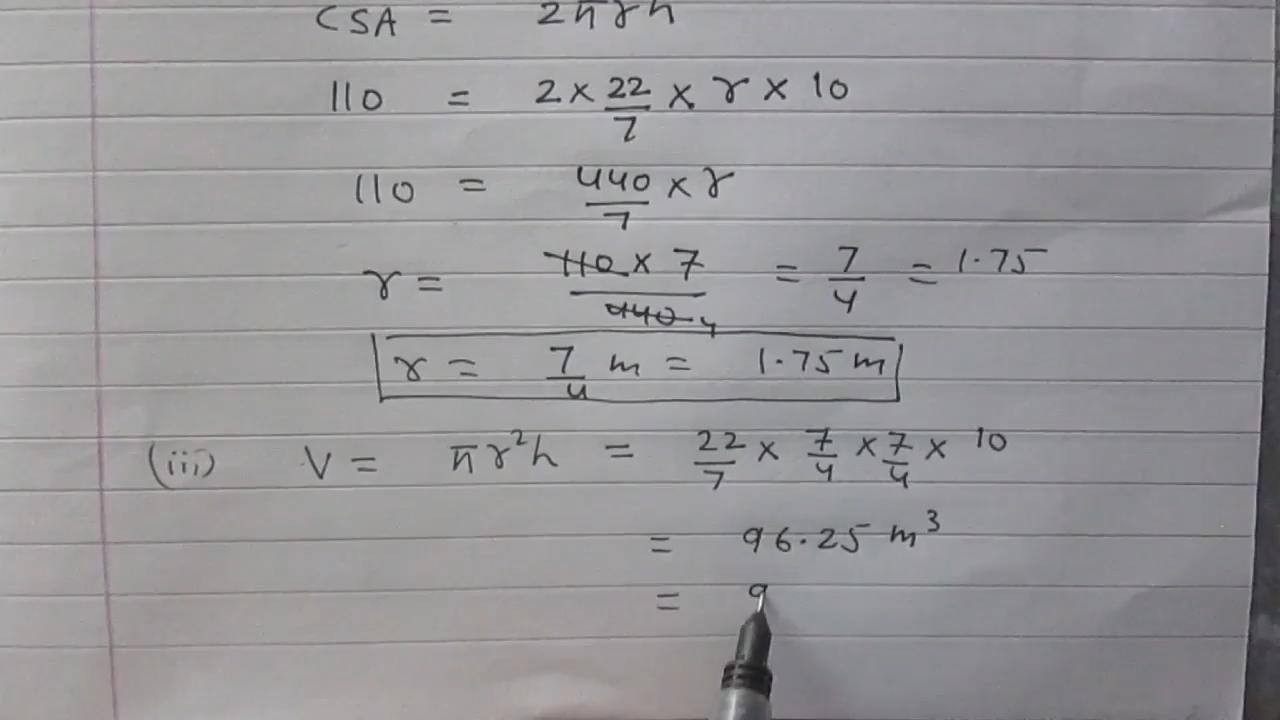 CSA = 2πrh
110 = 2 × 22/7 × r × 10
110 = 440/7 × r
r = 110 × 7/440 4 = 7/4 = 1.75
r = 7/4 m = 1.75 m
(iii) V = πr²h = 22/7 × 7/4 × 7/4 × 10
= 96.25 m³
= 9